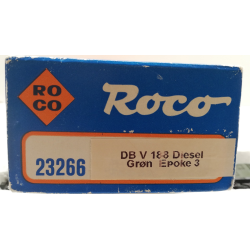 RO
CO
Roco
23266
DB V 188 Diesel
Grøn Epoke 3